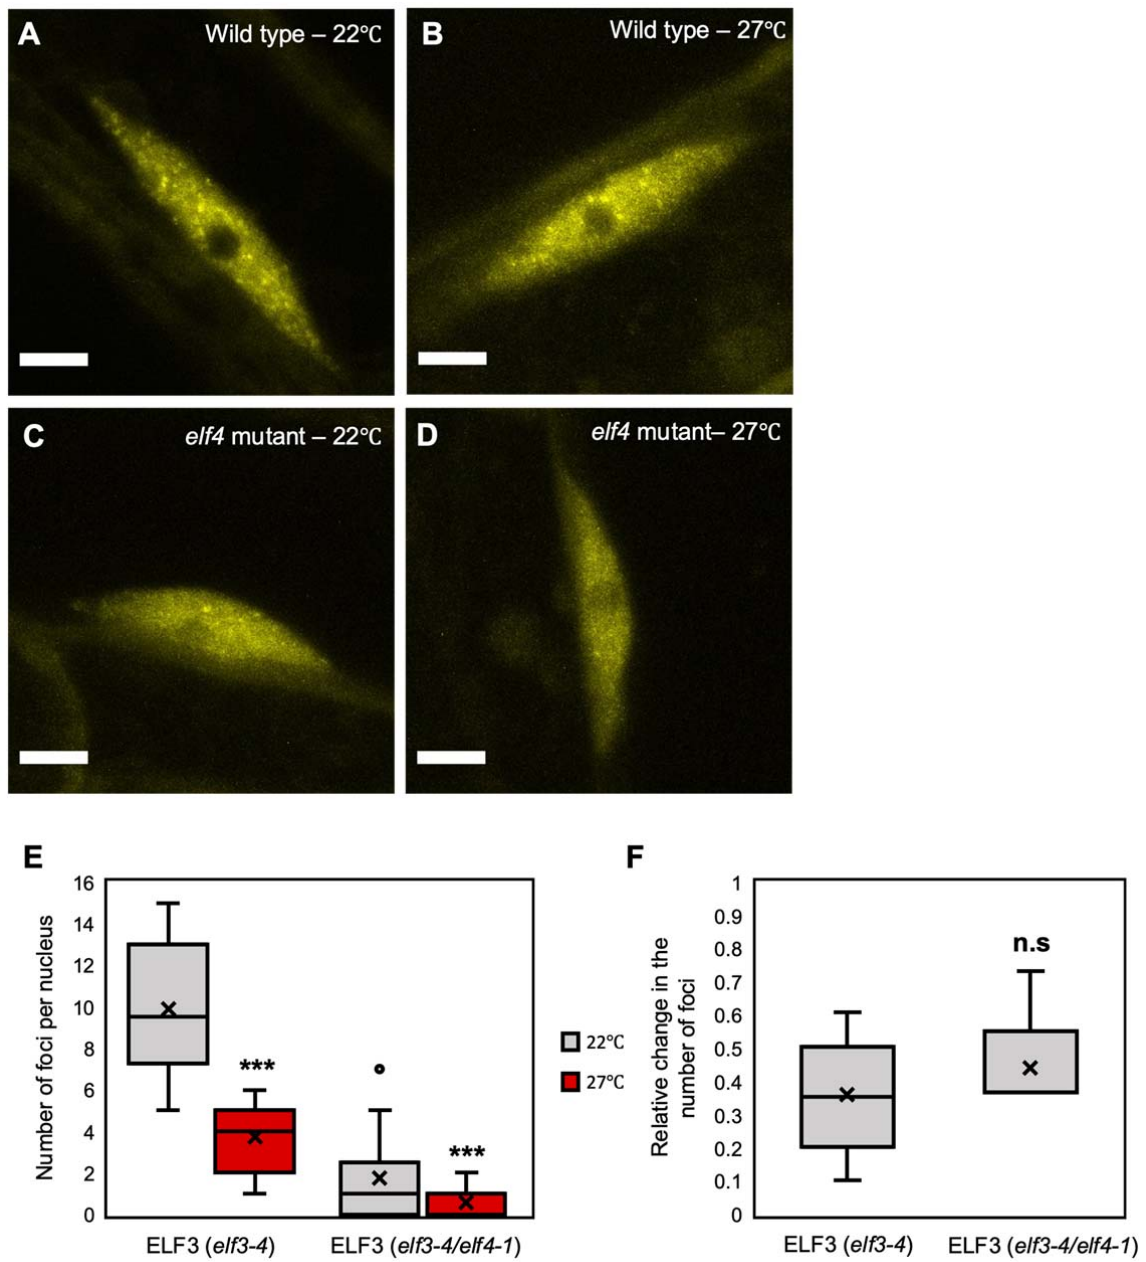 A
Wild type – 22℃
B
Wild type – 27℃
C
elf4 mutant – 22℃
D
elf4 mutant– 27℃
E
Number of foci per nucleus
16
14
12
10
8
6
4
2
0
***
***
ELF3 (elf3-4)
ELF3 (elf3-4/elf4-1)
22℃
27℃
F
Relative change in the
number of foci
1
0.9
0.8
0.7
0.6
0.5
0.4
0.3
0.2
0.1
0
n.s
ELF3 (elf3-4)
ELF3 (elf3-4/elf4-1)